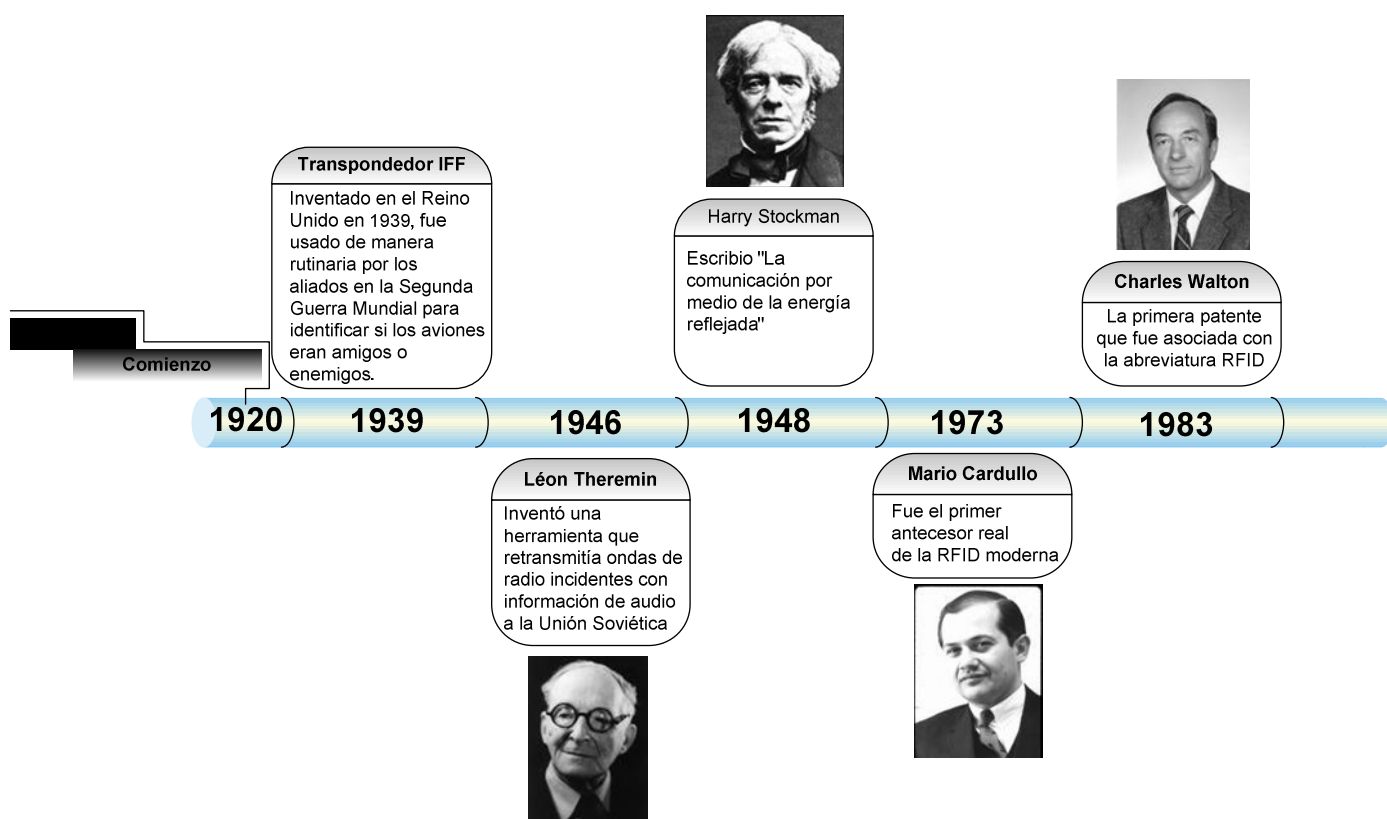 Comienzo
1920
Transpondedor IFF
Inventado en el Reino
Unido en 1939, fue
usado de manera
rutinaria por los
aliados en la Segunda
Guerra Mundial para
identificar si los aviones
eran amigos o
enemigos.
1939
1946
Léon Theremin
Inventó una
herramienta que
retransmitía ondas de
radio incidentes con
información de audio
a la Unión Soviética
Harry Stockman
Escribio "La
comunicación por
medio de la energía
reflejada"
1948
1973
Mario Cardullo
Fue el primer
antecesor real
de la RFID moderna
Charles Walton
La primera patente
que fue asociada con
la abreviatura RFID
1983